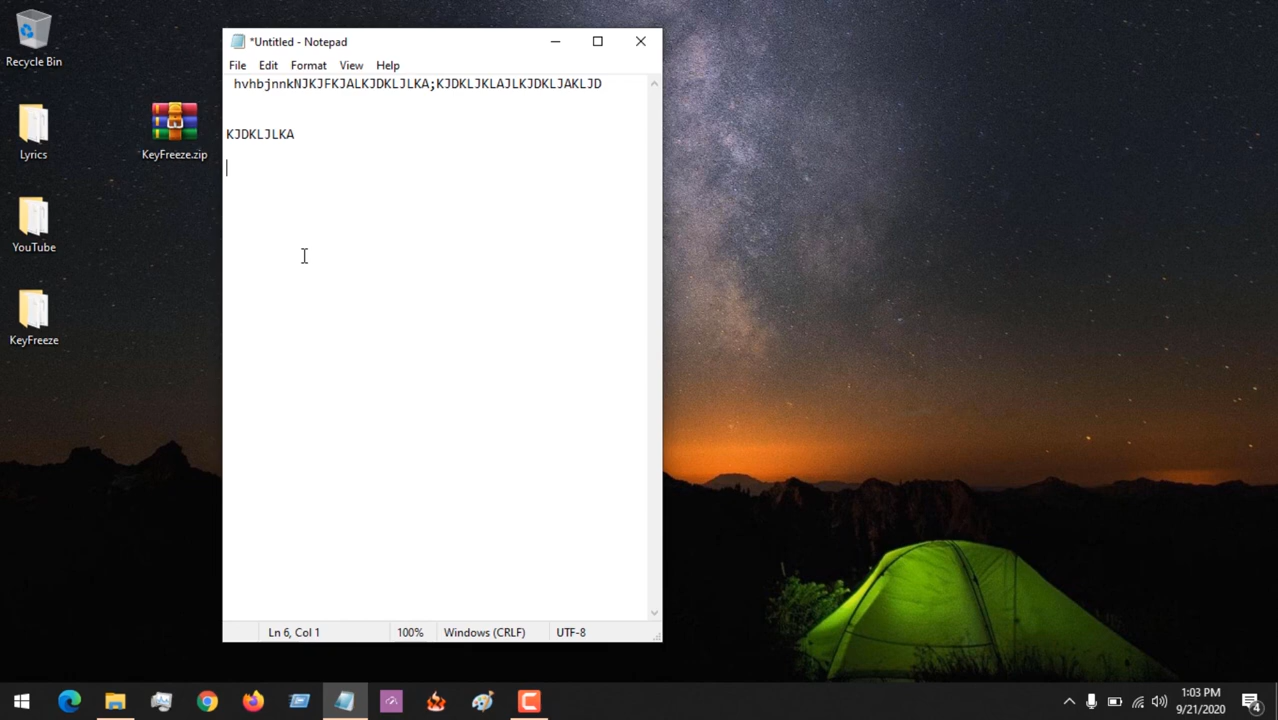 Recycle Bin
Lyrics
YouTube
KeyFreeze
KeyFreeze.zip
*Untitled - Notepad
File Edit Format View Help
hvhbjnnkNJKJFKJALKJDKLJLKA;KJDKLJKLAJLKJDKLJAKLJD
KJDKLJLKA
Ln 6, Col 1 100% Windows (CRLF) UTF-8
1:03 PM
9/21/2020
4